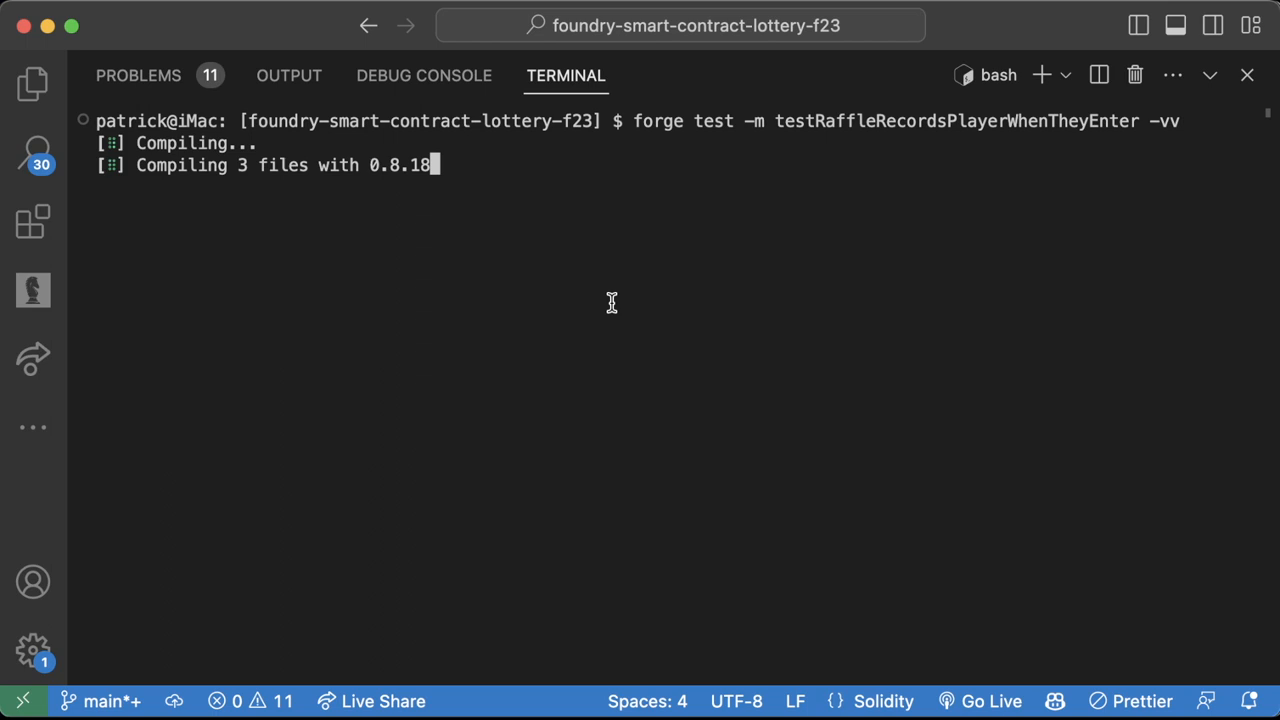 foundry-smart-contract-lottery-f23
PROBLEMS 11 OUTPUT DEBUG CONSOLE TERMINAL bash
patrick@iMac: [foundry-smart-contract-lottery-f23] $ forge test -m testRaffleRecordsPlayerWhenTheyEnter -vv
[⠿] Compiling...
[⠿] Compiling 3 files with 0.8.18
30
1
main*+ 0 11 Live Share Spaces: 4 UTF-8 LF {} Solidity Go Live Prettier